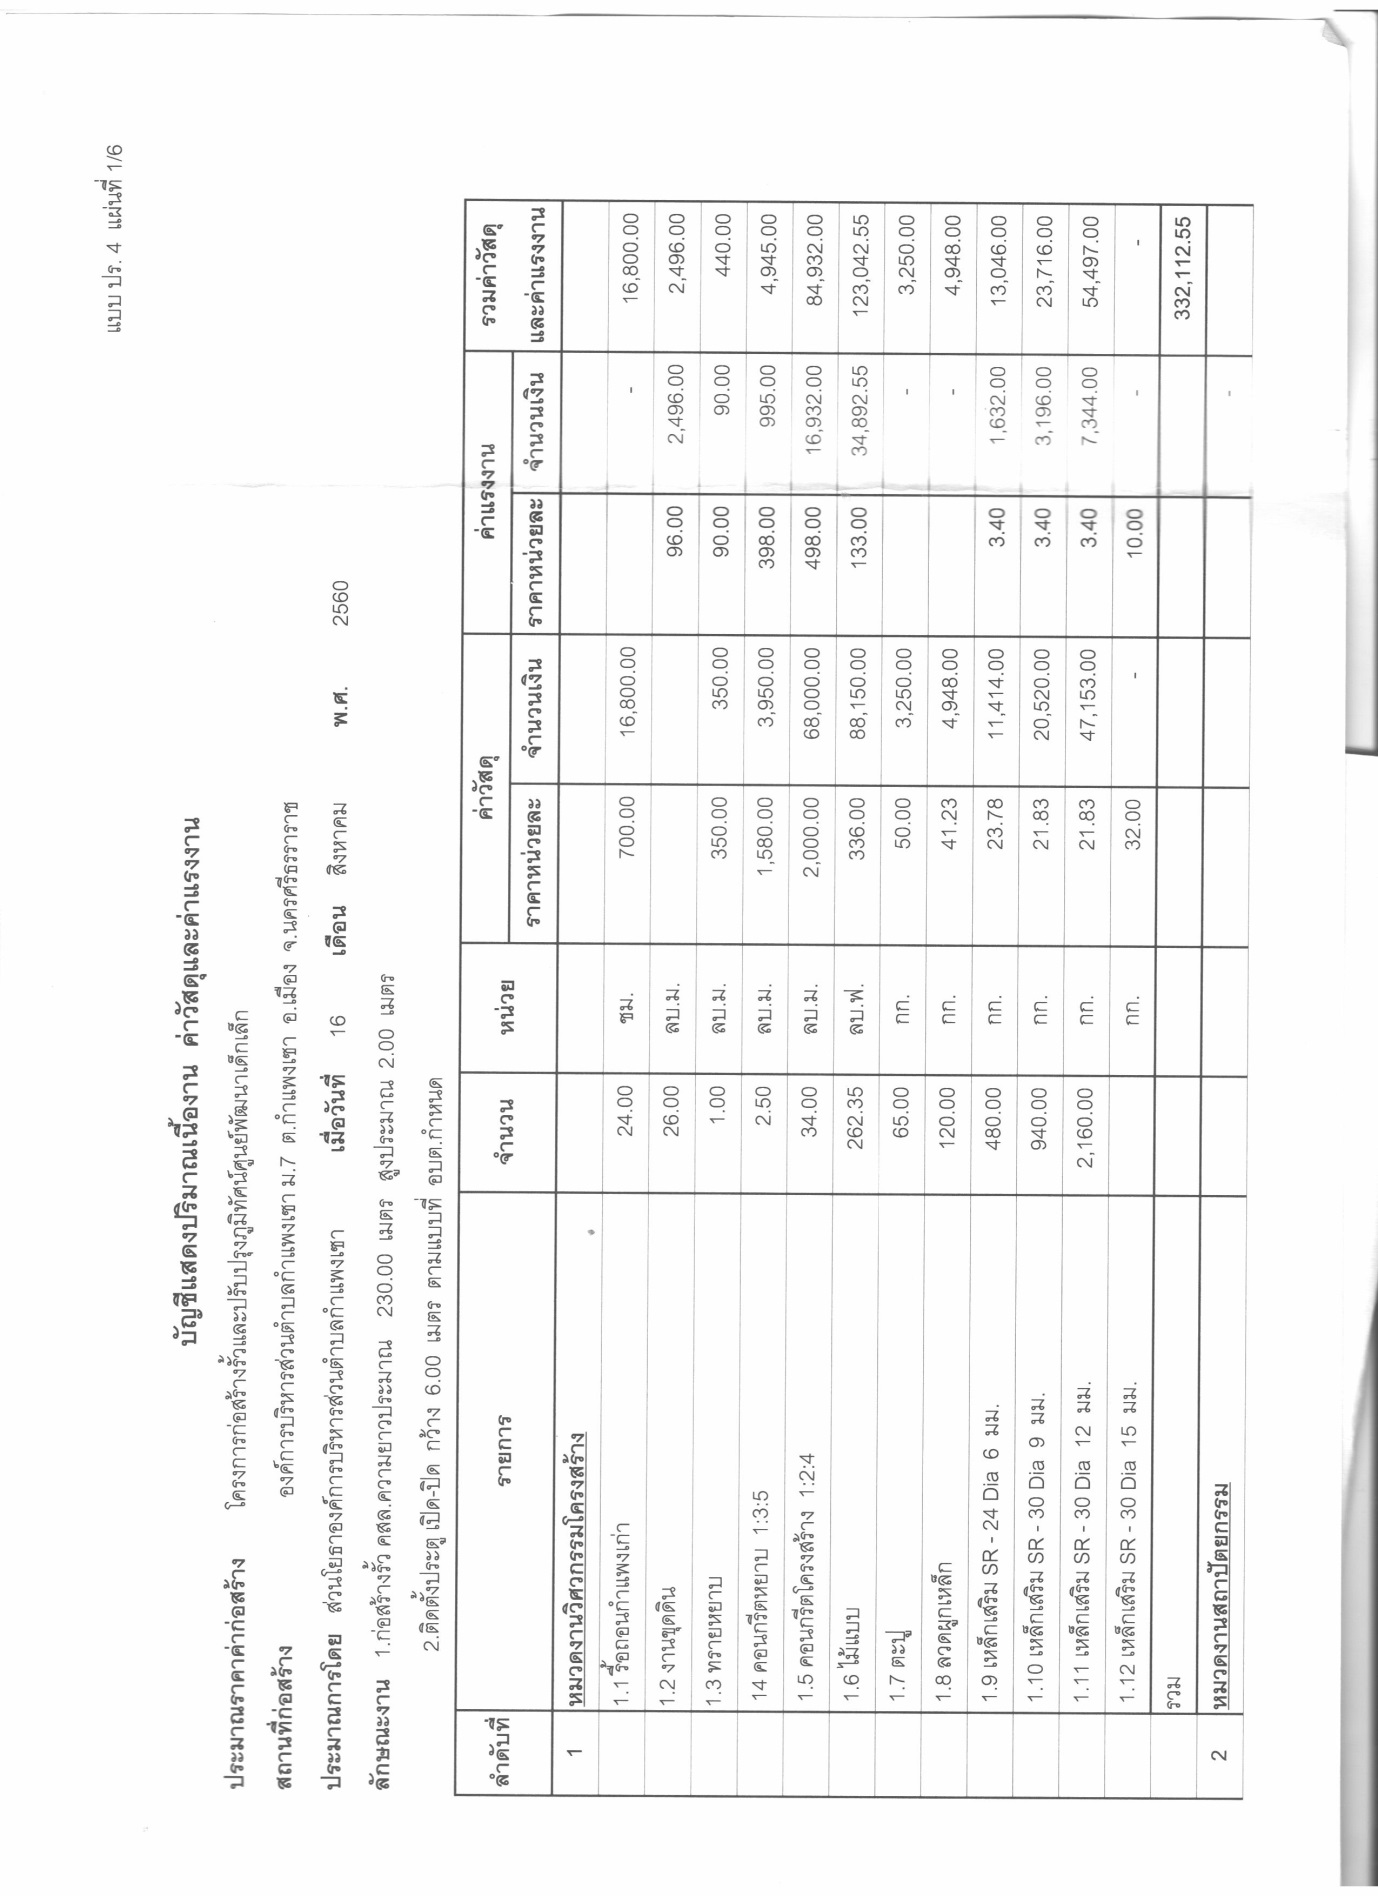 แบบ ปร. 4 แผ่นที่ 1/6
บัญชีแสดงปริมาณเนื้องาน ค่าวัสดุและค่าแรงงาน
ประมาณราคาค่าก่อสร้าง โครงการก่อสร้างรั้วและปรับปรุงภูมิทัศน์ศูนย์พัฒนาเด็กเล็ก
สถานที่ก่อสร้าง องค์การบริหารส่วนตำบลกำแพงเซา ม.7 ต.กำแพงเซา อ.เมือง จ.นครศรีธรรราราช
ประมาณการโดย ส่วนโยธาองค์การบริหารส่วนตำบลกำแพงเซา เมื่อวันที่ 16 เดือน สิงหาคม พ.ศ. 2560
ลักษณะงาน 1.ก่อสร้างรั้ว คสล.ความยาวประมาณ 230.00 เมตร สูงประมาณ 2.00 เมตร
2.ติดตั้งประตู เปิด-ปิด กว้าง 6.00 เมตร ตามแบบที่ อบต.กำหนด
ลำดับที่ รายการ จำนวน หน่วย ค่าวัสดุ ค่าแรงงาน รวมค่าวัสดุ
ราคาหน่วยละ จำนวนเงิน ราคาหน่วยละ จำนวนเงิน และค่าแรงงาน
1 หมวดงานวิศวกรรมโครงสร้าง
1.1 รื้อถอนกำแพงเก่า 24.00 ชม. 700.00 16,800.00 - 16,800.00
1.2 งานขุดดิน 26.00 ลบ.ม. 96.00 2,496.00 2,496.00
1.3 ทรายหยาบ 1.00 ลบ.ม. 350.00 350.00 90.00 90.00 440.00
14 คอนกรีตหยาบ 1:3:5 2.50 ลบ.ม. 1,580.00 3,950.00 398.00 995.00 4,945.00
1.5 คอนกรีตโครงสร้าง 1:2:4 34.00 ลบ.ม. 2,000.00 68,000.00 498.00 16,932.00 84,932.00
1.6 ไม้แบบ 262.35 ลบ.ฟ. 336.00 88,150.00 133.00 34,892.55 123,042.55
1.7 ตะปู 65.00 กก. 50.00 3,250.00 - 3,250.00
1.8 ลวดผูกเหล็ก 120.00 กก. 41.23 4,948.00 - 4,948.00
1.9 เหล็กเสริม SR - 24 Dia 6 มม. 480.00 กก. 23.78 11,414.00 3.40 1,632.00 13,046.00
1.10 เหล็กเสริม SR - 30 Dia 9 มม. 940.00 กก. 21.83 20,520.00 3.40 3,196.00 23,716.00
1.11 เหล็กเสริม SR - 30 Dia 12 มม. 2,160.00 กก. 21.83 47,153.00 3.40 7,344.00 54,497.00
1.12 เหล็กเสริม SR - 30 Dia 15 มม. กก. 32.00 - 10.00 - -
รวม 332,112.55
2 หมวดงานสถาปัตยกรรม -